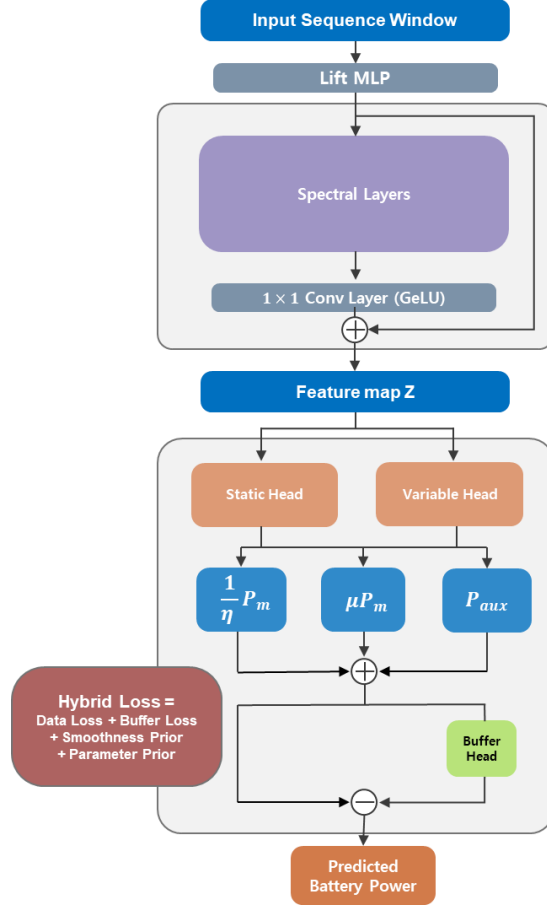 Input Sequence Window
Lift MLP
Spectral Layers
1 × 1 Conv Layer (GeLU)
+
Feature map Z
Static Head
Variable Head
1/η P_m
μP_m
P_aux
+
Hybrid Loss =
Data Loss + Buffer Loss
+ Smoothness Prior
+ Parameter Prior
Buffer
Head
−
Predicted
Battery Power